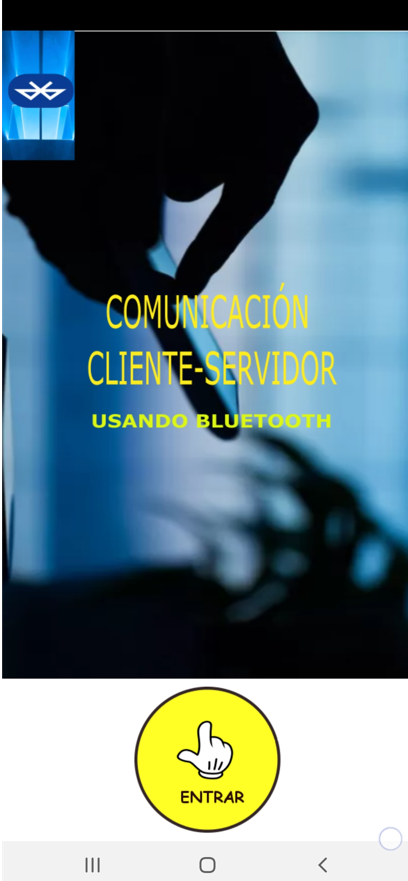 COMUNICACIÓN
CLIENTE-SERVIDOR
USANDO BLUETOOTH
ENTRAR